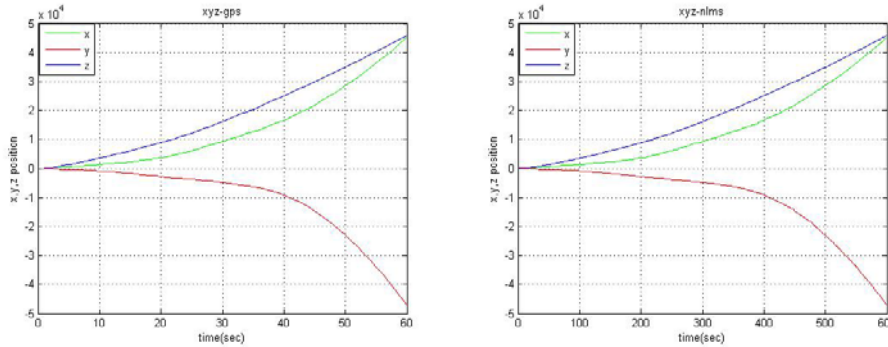 x 10^4
xyz-gps
x
y
z
5
4
3
2
1
0
-1
-2
-3
-4
-5
x,y,z position
0
10
20
30
40
50
60
time(sec)
x 10^4
xyz-nlms
x
y
z
5
4
3
2
1
0
-1
-2
-3
-4
-5
x,y,z position
0
100
200
300
400
500
600
time(sec)